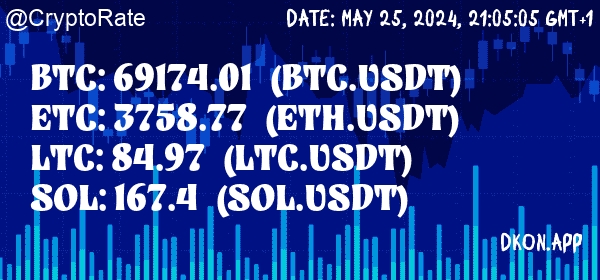 @CryptoRate
DATE: MAY 25, 2024, 21:05:05 GMT+1
BTC: 69174.01 (BTC.USDT)
ETC: 3758.77 (ETH.USDT)
LTC: 84.97 (LTC.USDT)
SOL: 167.4 (SOL.USDT)
DKON.APP